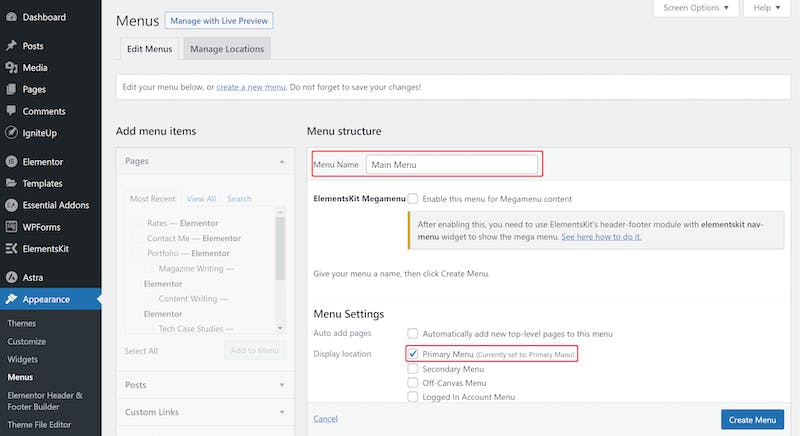 Dashboard
Posts
Media
Pages
Comments
IgniteUp
Elementor
Templates
Essential Addons
WPForms
ElementsKit
Astra
Appearance
Themes
Customize
Widgets
Menus
Elementor Header &
Footer Builder
Theme File Editor
Screen Options
Help
Menus
Manage with Live Preview
Edit Menus
Manage Locations
Edit your menu below, or create a new menu. Do not forget to save your changes!
Add menu items
Pages
Most Recent View All Search
Rates — Elementor
Contact Me — Elementor
Portfolio — Elementor
Magazine Writing —
Elementor
Content Writing —
Elementor
Tech Case Studies —
Select All
Add to Menu
Posts
Custom Links
Menu structure
Menu Name Main Menu
ElementsKit Megamenu Enable this menu for Megamenu content
After enabling this, you need to use ElementsKit's header-footer module with elementskit nav-
menu widget to show the mega menu. See here how to do it.
Give your menu a name, then click Create Menu.
Menu Settings
Auto add pages Automatically add new top-level pages to this menu
Display location Primary Menu (Currently set to: Primary Manu)
Secondary Menu
Off-Canvas Menu
Logged In Account Menu
Cancel
Create Menu